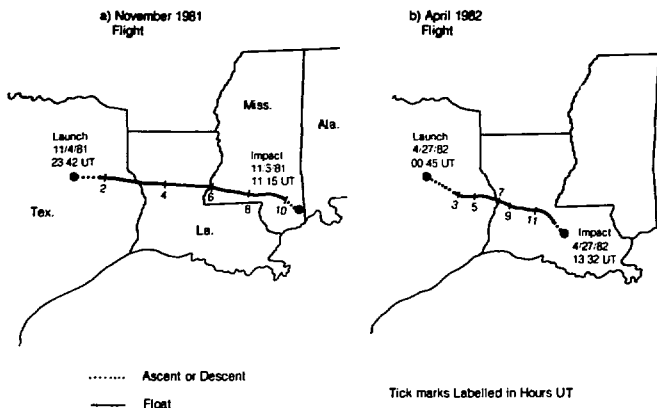 a) November 1981
Flight
Miss.
Ala.
Launch
11/4/81
23 42 UT
Impact
11/5/81
11 15 UT
2
4
6
8
10
Tex.
La.
b) April 1982
Flight
Launch
4/27/82
00 45 UT
3
5
7
9
11
Impact
4/27/82
13 32 UT
Ascent or Descent
Float
Tick marks Labelled in Hours UT